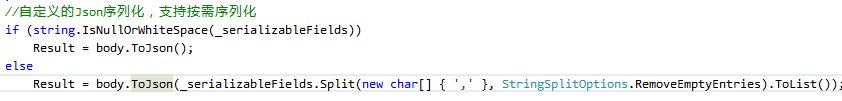 //自定义的Json序列化，支持按需序列化
if (string.IsNullOrWhiteSpace(_serializableFields))
    Result = body.ToJson();
else
    Result = body.ToJson(_serializableFields.Split(new char[] { ',' }, StringSplitOptions.RemoveEmptyEntries).ToList());